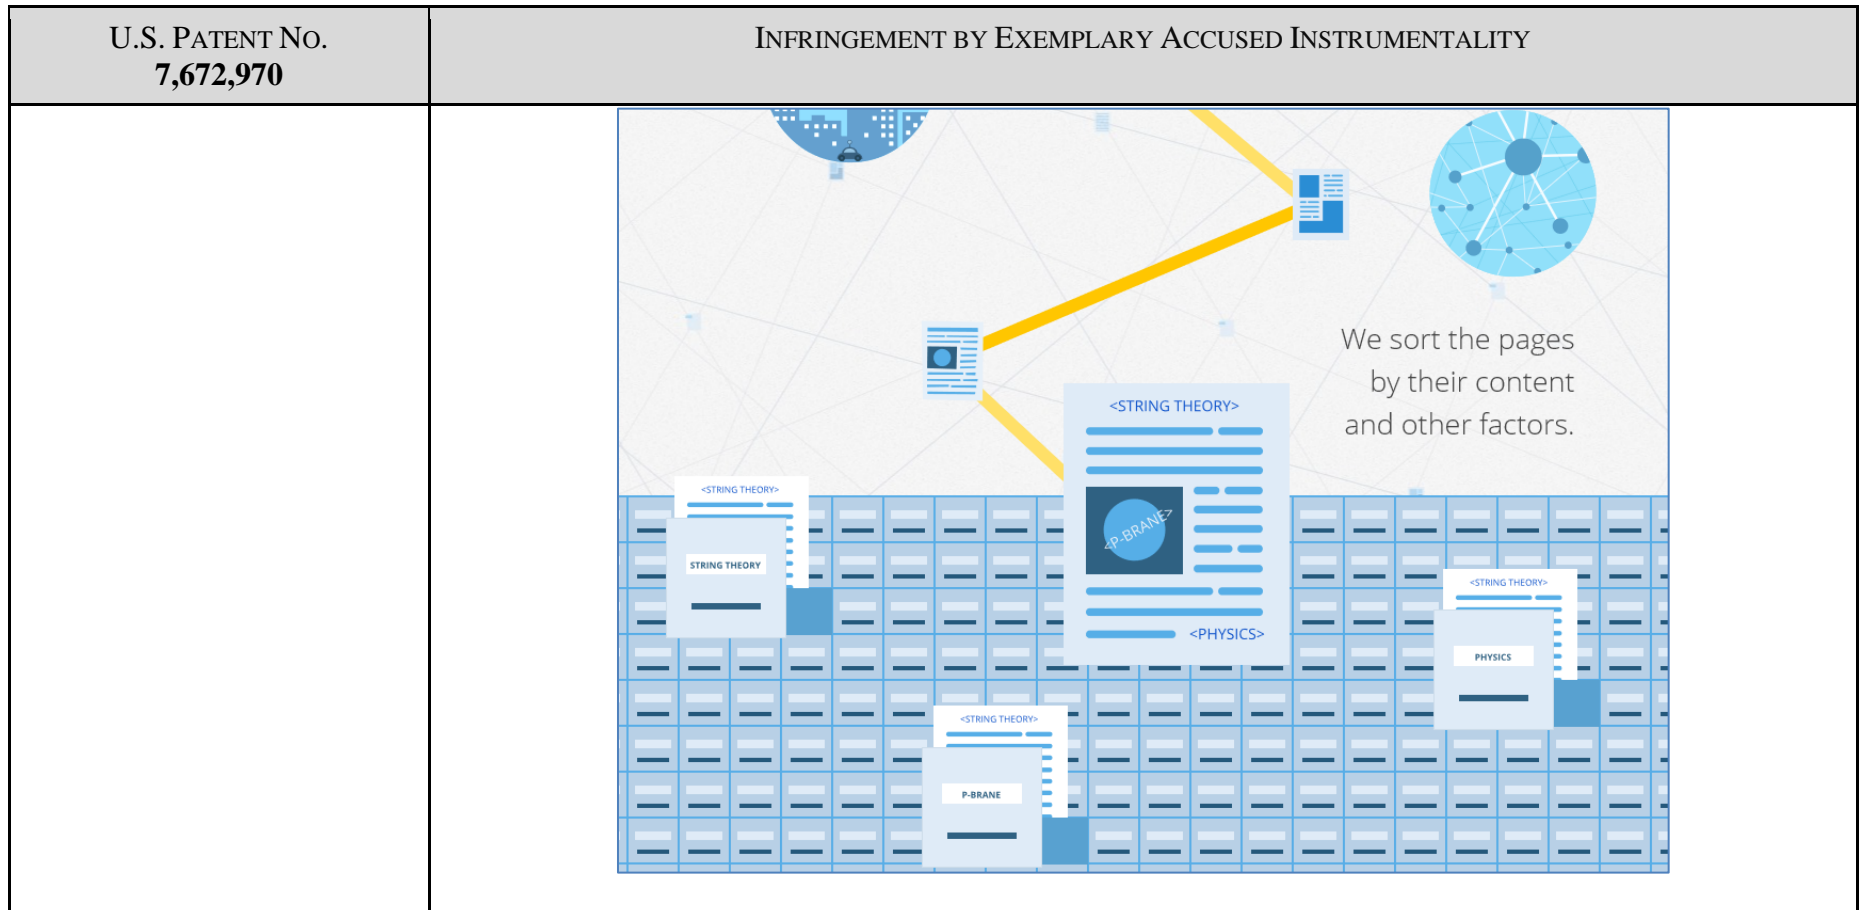 U.S. PATENT NO.
7,672,970
INFRINGEMENT BY EXEMPLARY ACCUSED INSTRUMENTALITY
We sort the pages
by their content
and other factors.
<STRING THEORY>
<P-BRANE>
<PHYSICS>
<STRING THEORY>
STRING THEORY
<STRING THEORY>
PHYSICS
<STRING THEORY>
P-BRANE